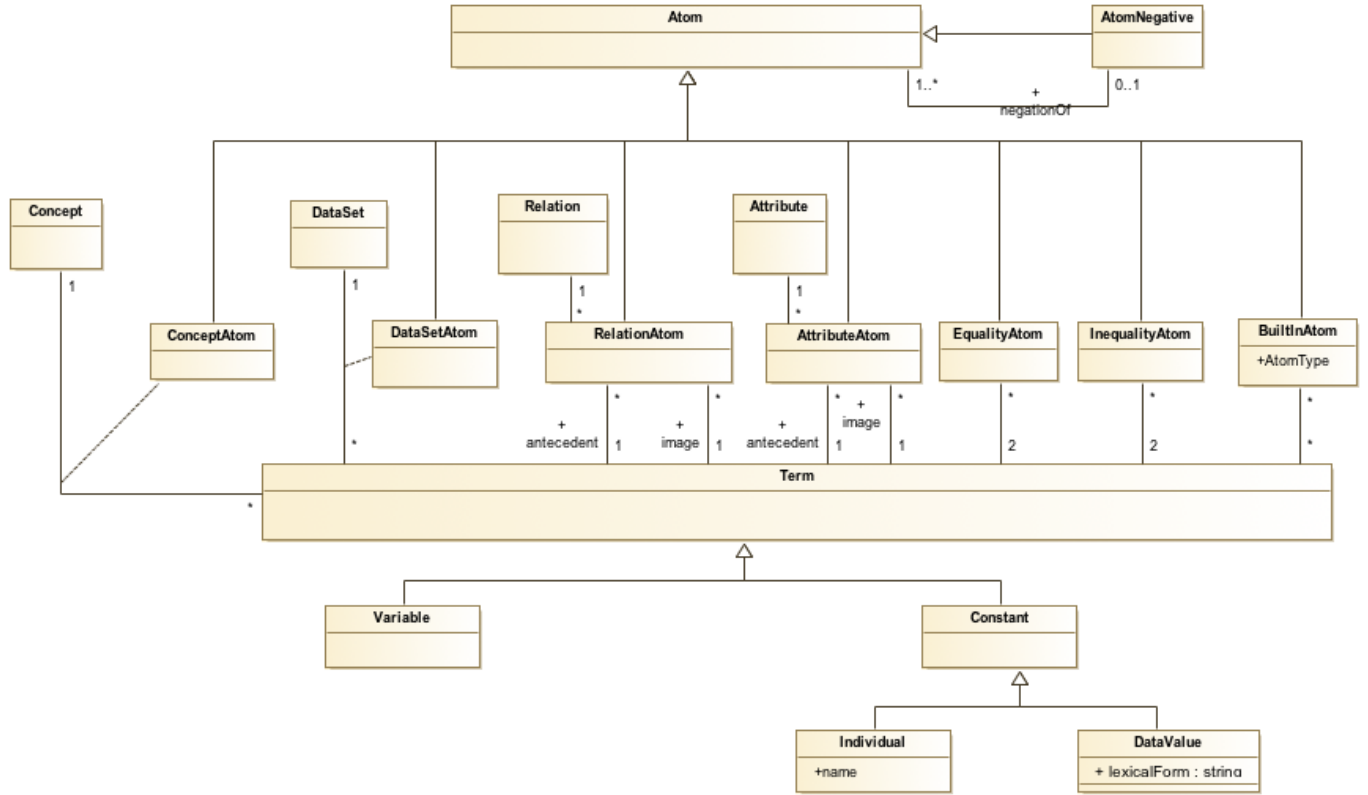 Atom
AtomNegative
1..*
+
negationOf
0..1
Concept
DataSet
Relation
Attribute
1
1
1
*
1
*
ConceptAtom
DataSetAtom
RelationAtom
AttributeAtom
EqualityAtom
InequalityAtom
BuiltInAtom
+AtomType
*
+
antecedent
1
*
+
image
1
*
+
antecedent
1
*
+
image
1
*
2
*
2
*
*
*
*
Term
Variable
Constant
Individual
+name
DataValue
+ lexicalForm : string